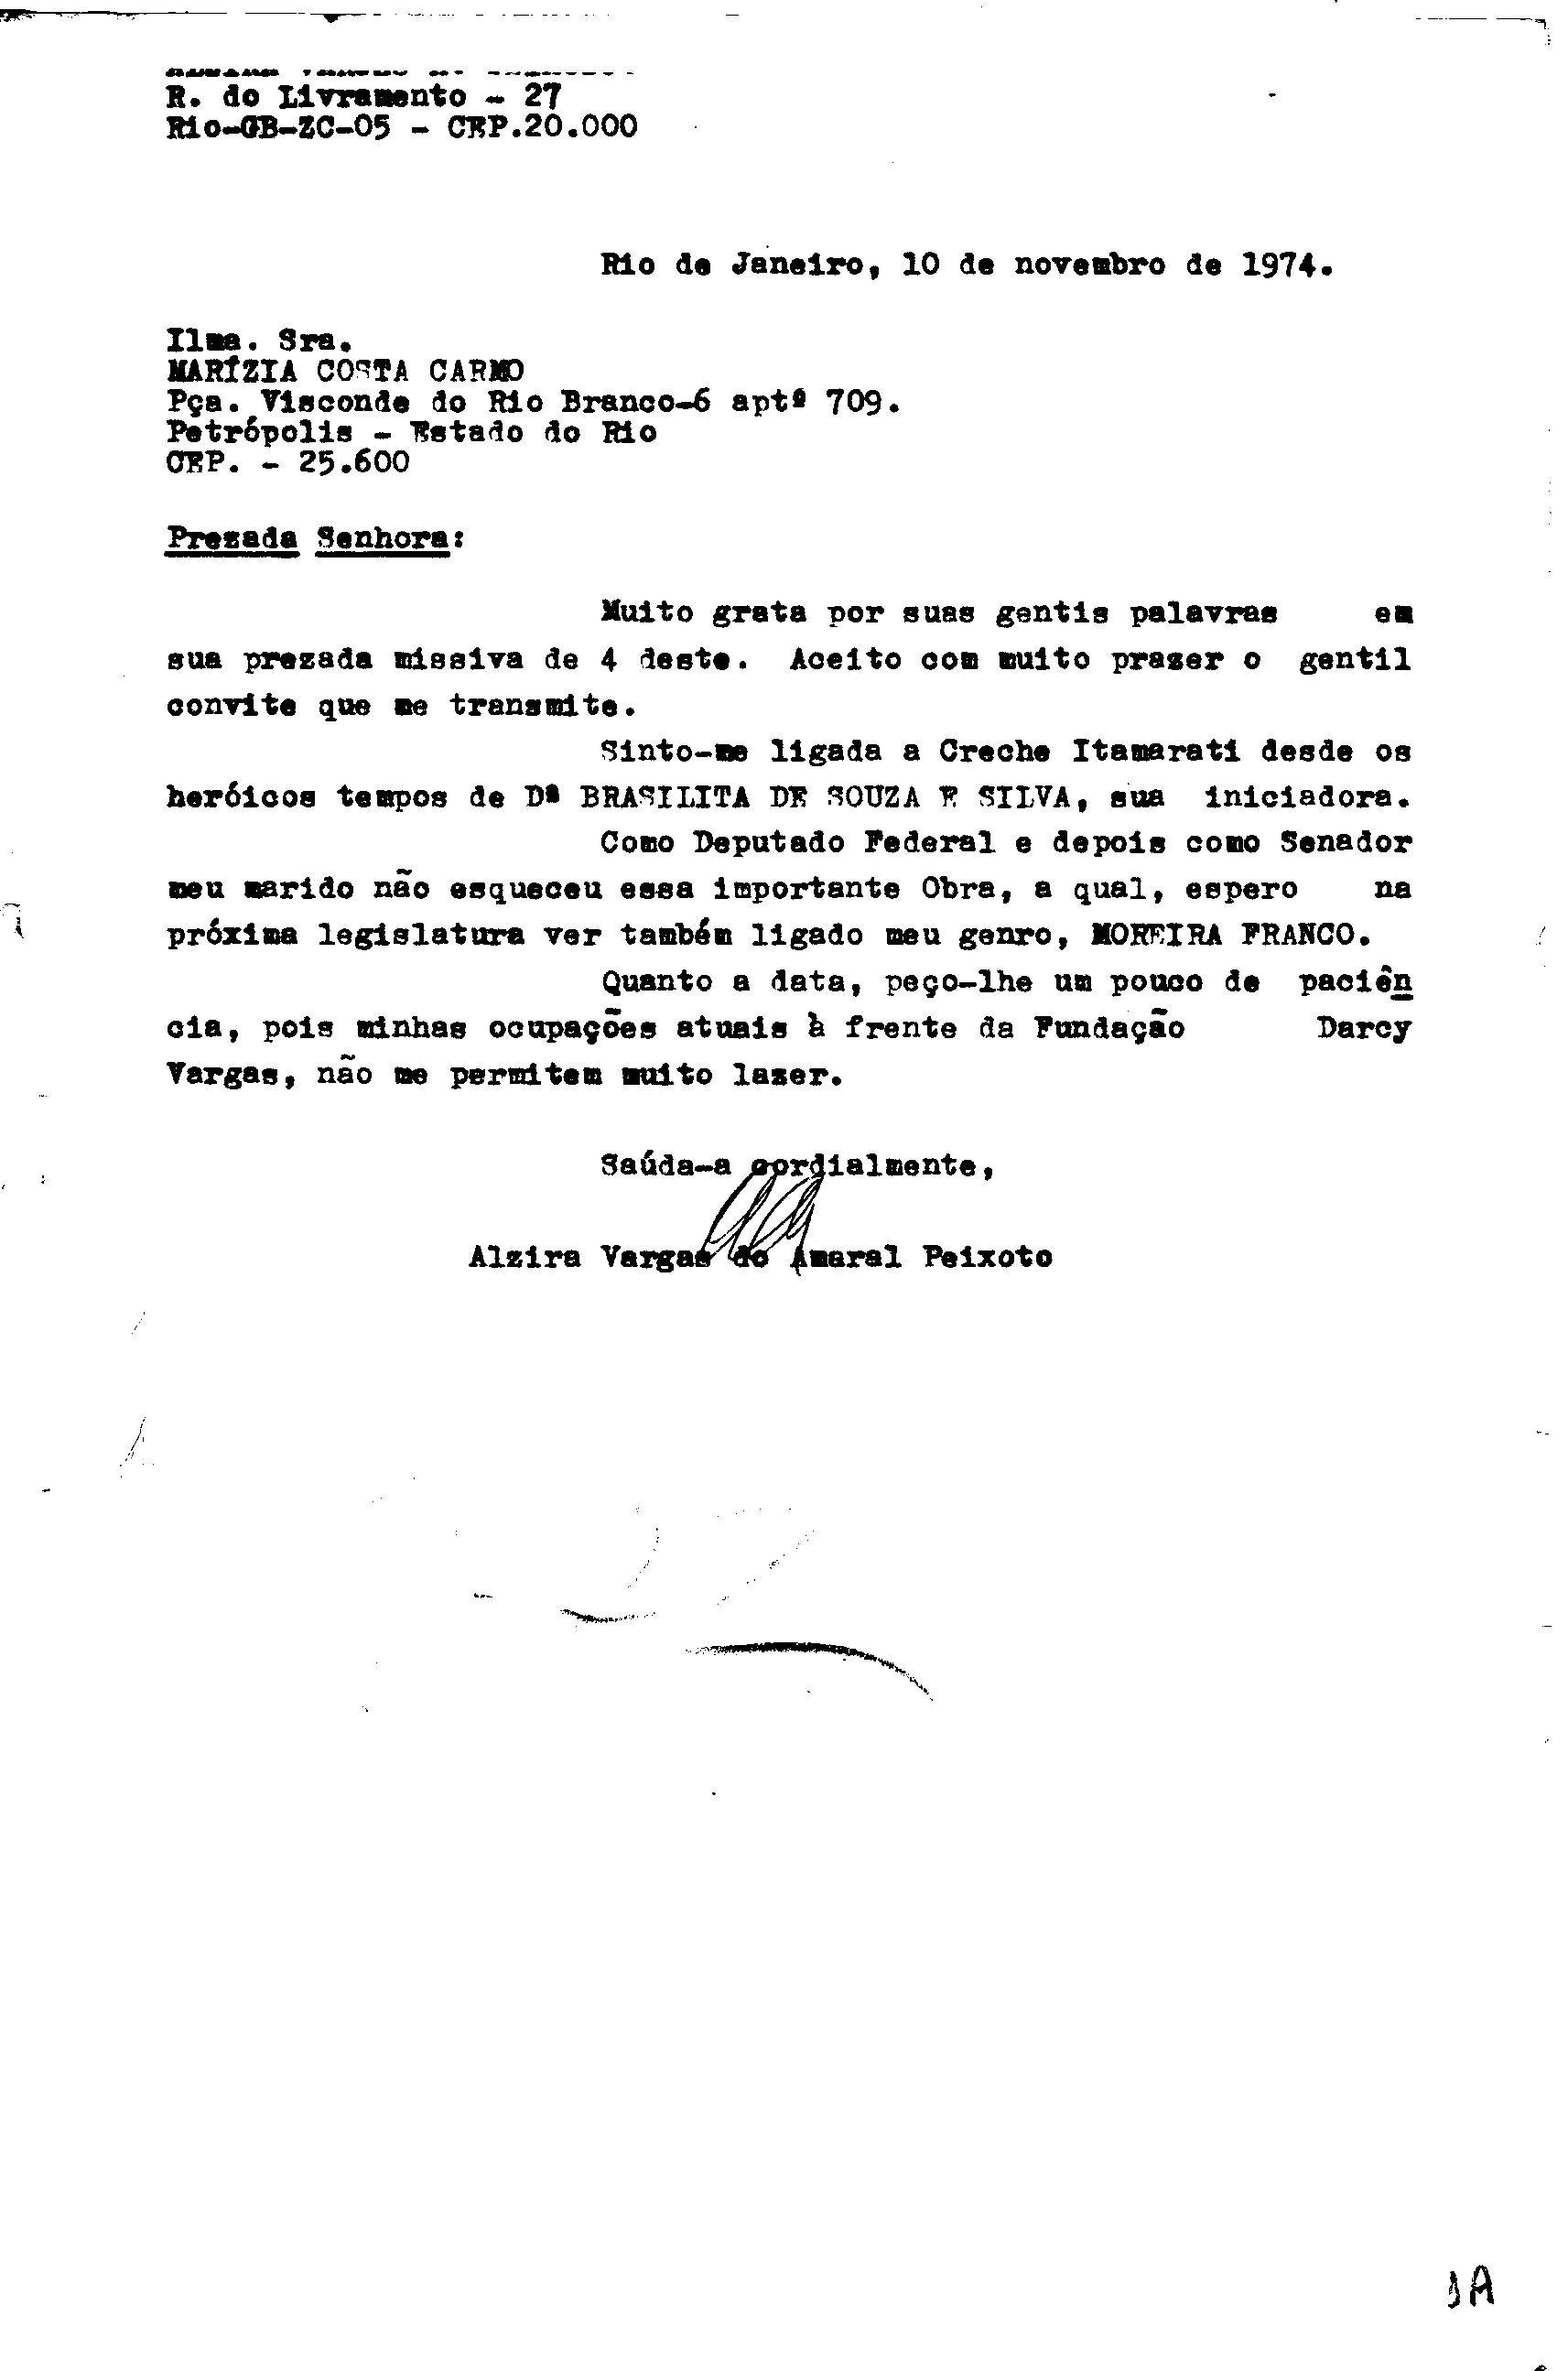 R. do Livramento - 27
Rio-GB-ZC-05 - CEP.20.000
Rio de Janeiro, 10 de novembro de 1974.
Ilma. Sra.
MARÍZIA COSTA CARMO
Pça. Visconde do Rio Branco-6 aptº 709.
Petrópolis - Estado do Rio
CEP. - 25.600
Prezada Senhora:
Muito grata por suas gentis palavras em
sua prezada missiva de 4 deste. Aceito com muito prazer o gentil
convite que me transmite.
Sinto-me ligada a Creche Itamarati desde os
heróicos tempos de Dª BRASILITA DE SOUZA E SILVA, sua iniciadora.
Como Deputado Federal e depois como Senador
meu marido não esqueceu essa importante Obra, a qual, espero na
próxima legislatura ver também ligado meu genro, MOREIRA FRANCO.
Quanto a data, peço-lhe um pouco de paciên
cia, pois minhas ocupações atuais à frente da Fundação Darcy
Vargas, não me permitem muito lazer.
Saúda-a cordialmente,
Alzira Vargas do Amaral Peixoto